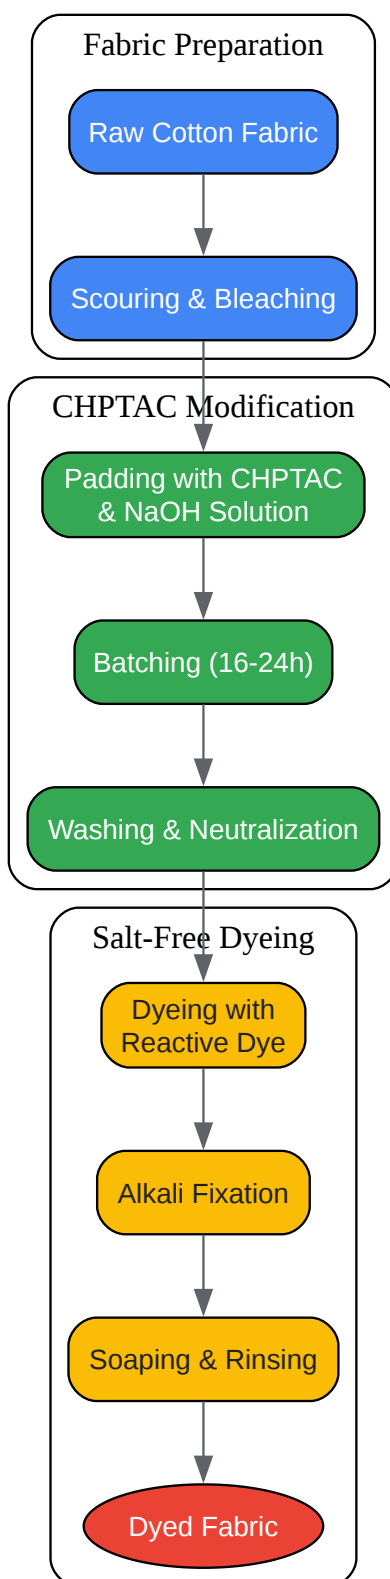 Fabric Preparation
Raw Cotton Fabric
Scouring & Bleaching
CHPTAC Modification
Padding with CHPTAC
& NaOH Solution
Batching (16-24h)
Washing & Neutralization
Salt-Free Dyeing
Dyeing with
Reactive Dye
Alkali Fixation
Soaping & Rinsing
Dyed Fabric